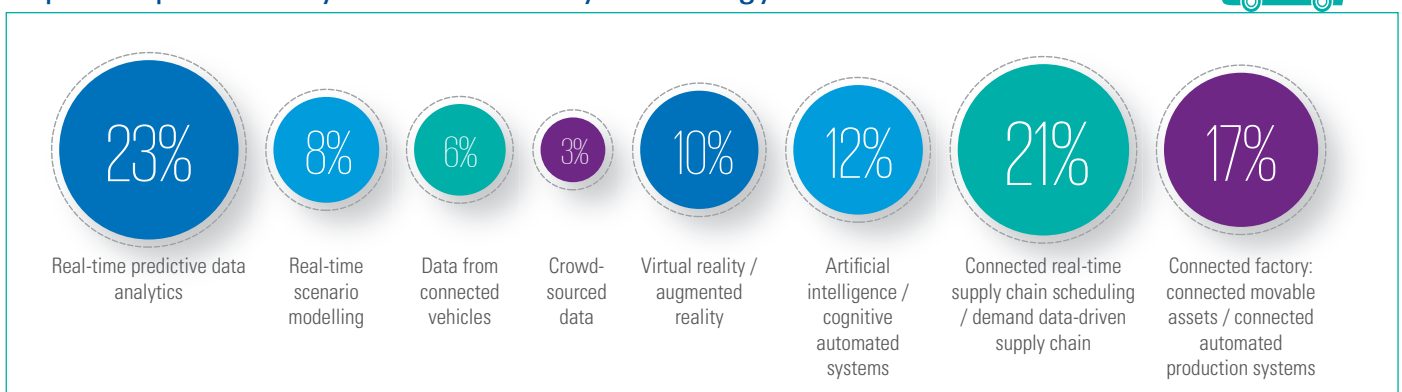 23%
8%
6%
3%
10%
12%
21%
17%
Real-time predictive data
analytics
Real-time
scenario
modelling
Data from
connected
vehicles
Crowd-
sourced
data
Virtual reality /
augmented
reality
Artificial
intelligence /
cognitive
automated
systems
Connected real-time
supply chain scheduling
/ demand data-driven
supply chain
Connected factory:
connected movable
assets / connected
automated
production systems